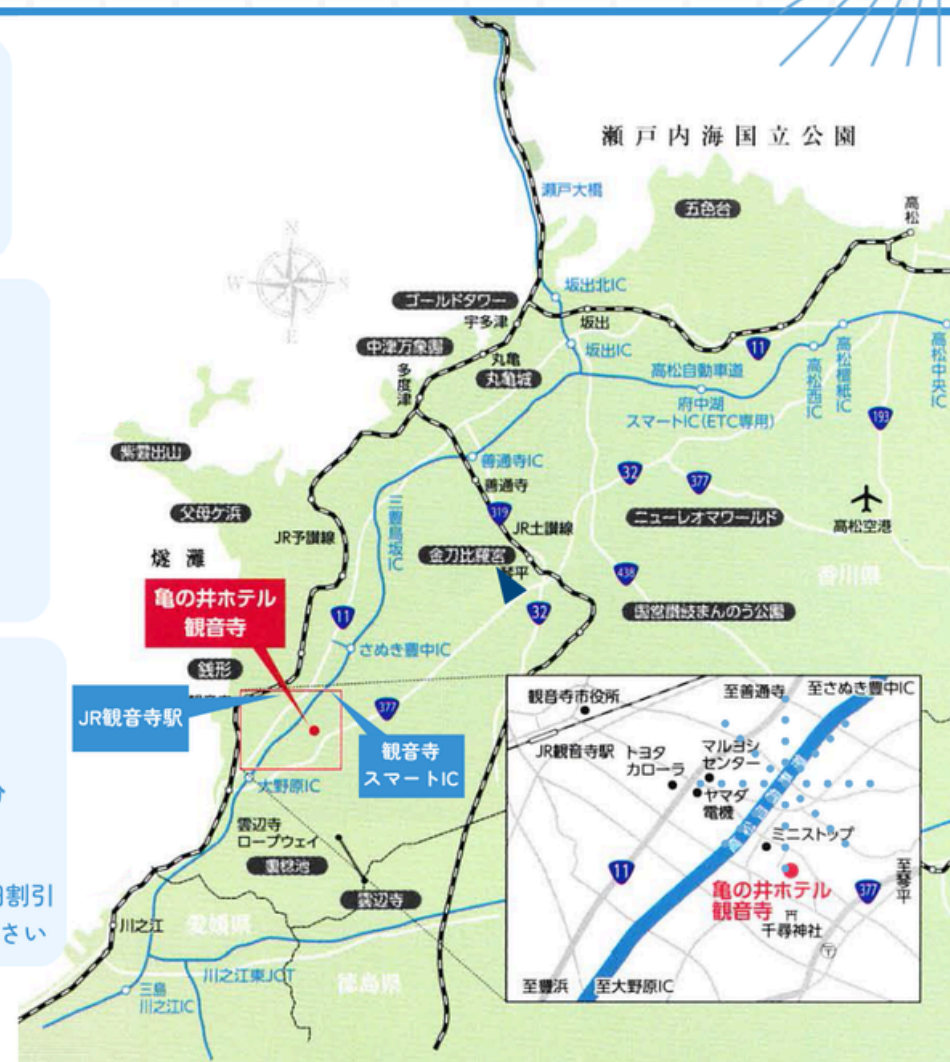 瀬戸内海国立公園
瀬戸大橋
五色台
高松
坂出北IC
ゴールドタワー
宇多津
坂出
中津万象園
丸亀
坂出IC
11
丸亀城
多度津
高松自動車道
高松西IC
高松檀紙IC
高松中央IC
府中湖
スマートIC(ETC専用)
193
紫雲出山
善通寺IC
32
377
善通寺
父母ケ浜
三豊鳥坂IC
319
ニューレオマワールド
JR予讃線
JR土讃線
高松空港
燧灘
金刀比羅宮
琴平
438
香川県
亀の井ホテル
観音寺
11
32
国営讃岐まんのう公園
さぬき豊中IC
銭形
JR観音寺駅
377
観音寺
スマートIC
大野原IC
雲辺寺
ロープウェイ
豊稔池
雲辺寺
割引
さい
川之江
愛媛県
川之江東JCT
徳島県
三島
川之江IC
至善通寺
至さぬき豊中IC
観音寺市役所
JR観音寺駅
トヨタ
カローラ
マルヨシ
センター
ヤマダ
電機
高松自動車道
ミニストップ
11
亀の井ホテル
観音寺
377
至琴平
千尋神社
至豊浜
至大野原IC